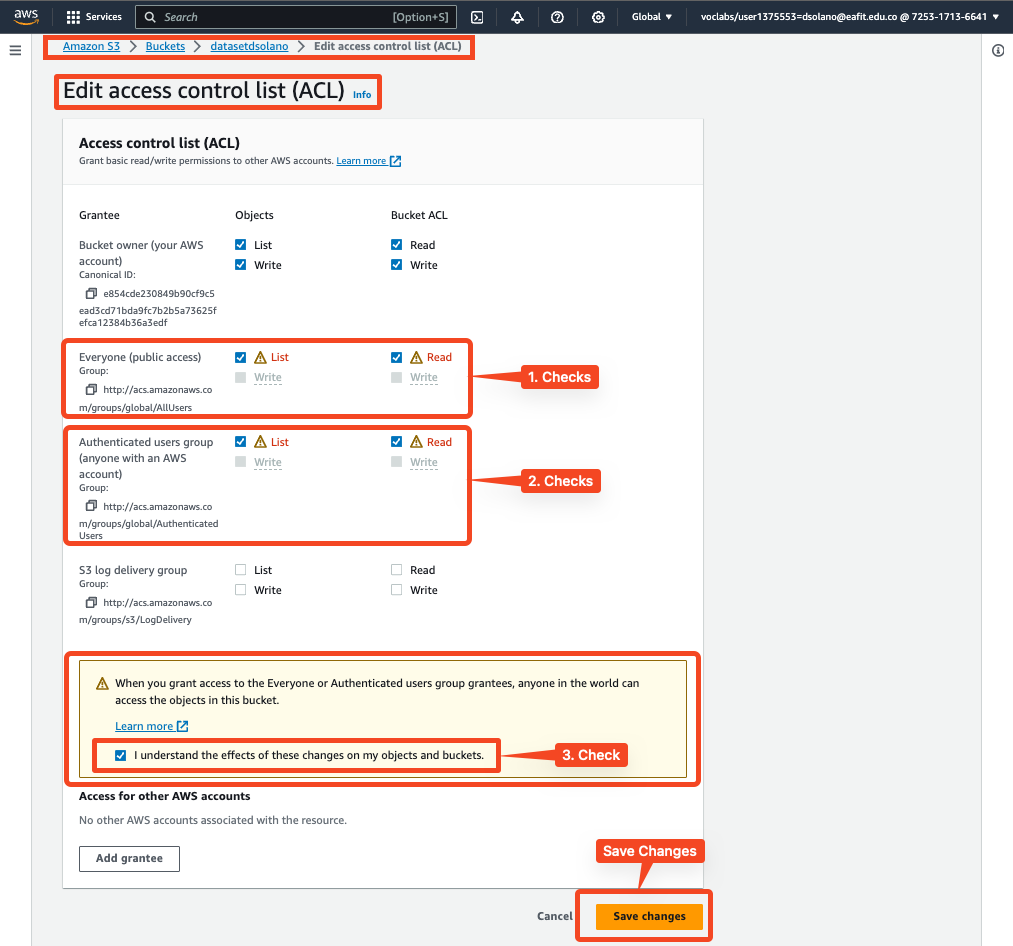 aws
Services
Search
[Option+S]
Global
voclabs/user1375553=dsolano@eafit.edu.co @ 7253-1713-6641
Amazon S3
Buckets
datasetdsolano
Edit access control list (ACL)
Edit access control list (ACL)
Info
Access control list (ACL)
Grant basic read/write permissions to other AWS accounts. Learn more
Grantee
Objects
Bucket ACL
Bucket owner (your AWS
account)
Canonical ID:
e854cde230849b90cf9c5
ead3cd71bda9fc7b2b5a73625f
efca12384b36a3edf
List
Write
Read
Write
Everyone (public access)
Group:
http://acs.amazonaws.co
m/groups/global/AllUsers
List
Write
Read
Write
1. Checks
Authenticated users group
(anyone with an AWS
account)
Group:
http://acs.amazonaws.co
m/groups/global/Authenticated
Users
List
Write
Read
Write
2. Checks
S3 log delivery group
Group:
http://acs.amazonaws.co
m/groups/s3/LogDelivery
List
Write
Read
Write
When you grant access to the Everyone or Authenticated users group grantees, anyone in the world can
access the objects in this bucket.
Learn more
I understand the effects of these changes on my objects and buckets.
3. Check
Access for other AWS accounts
No other AWS accounts associated with the resource.
Add grantee
Save Changes
Cancel
Save changes